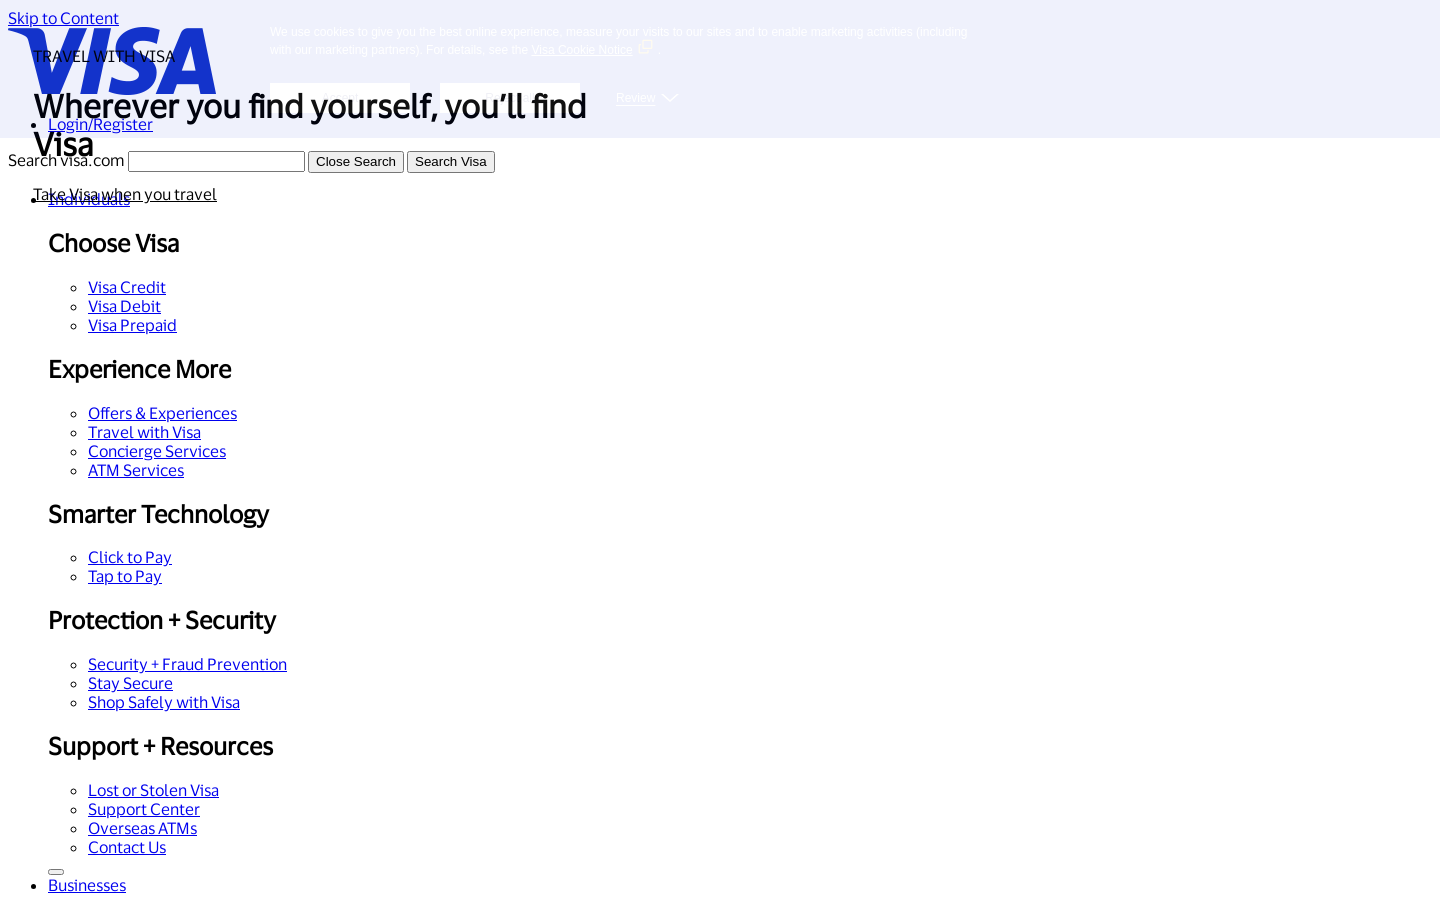 Skip to Content
VISA
We use cookies to give you the best online experience, measure your visits to our sites and to enable marketing activities (including
with our marketing partners). For details, see the Visa Cookie Notice
TRAVEL WITH VISA
Review
Wherever you find yourself, you'll find
Visa
Login/Register
Search visa.com
Close Search
Search Visa
Take Visa when you travel
Individuals
Choose Visa
Visa Credit
Visa Debit
Visa Prepaid
Experience More
Offers & Experiences
Travel with Visa
Concierge Services
ATM Services
Smarter Technology
Click to Pay
Tap to Pay
Protection + Security
Security + Fraud Prevention
Stay Secure
Shop Safely with Visa
Support + Resources
Lost or Stolen Visa
Support Center
Overseas ATMs
Contact Us
Businesses